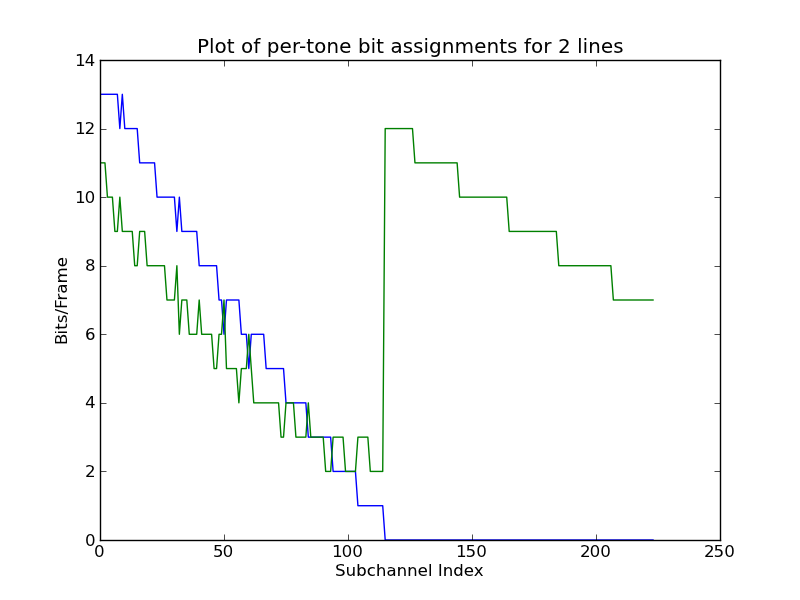 Plot of per-tone bit assignments for 2 lines
14
12
10
8
6
4
2
0
Bits/Frame
0 50 100 150 200 250
Subchannel Index